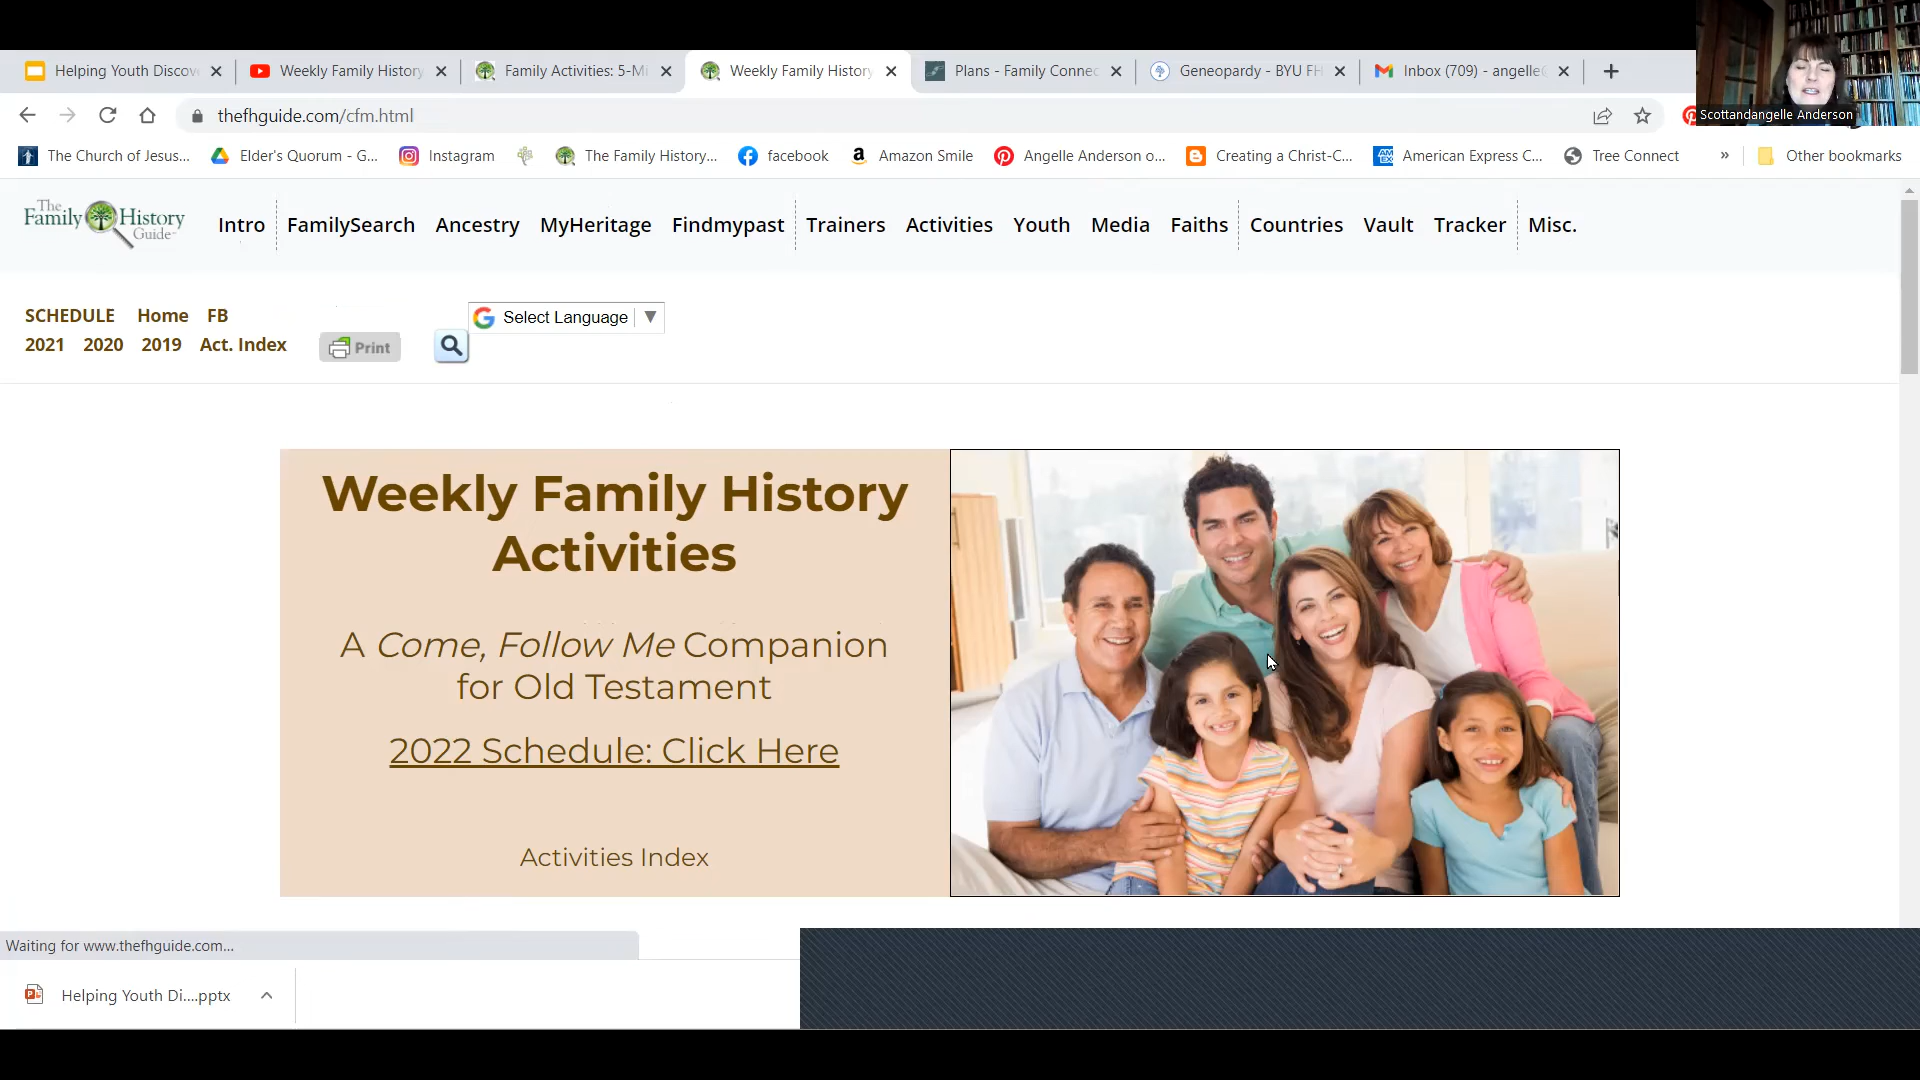 Helping Youth Discov
Weekly Family History
Family Activities: 5-Mi
Weekly Family History
Plans - Family Connec
Geneopardy - BYU FH
Inbox (709) - angelle
Scottandangelle Anderson
thefhguide.com/cfm.html
The Church of Jesus...
Elder's Quorum - G...
Instagram
The Family History...
facebook
Amazon Smile
Angelle Anderson o...
Creating a Christ-C...
American Express C...
Tree Connect
»
Other bookmarks
The Family History Guide
Intro
FamilySearch
Ancestry
MyHeritage
Findmypast
Trainers
Activities
Youth
Media
Faiths
Countries
Vault
Tracker
Misc.
SCHEDULE Home FB
2021 2020 2019 Act. Index
Print
Select Language
Weekly Family History
Activities
A Come, Follow Me Companion
for Old Testament
2022 Schedule: Click Here
Activities Index
Waiting for www.thefhguide.com...
Helping Youth Di....pptx